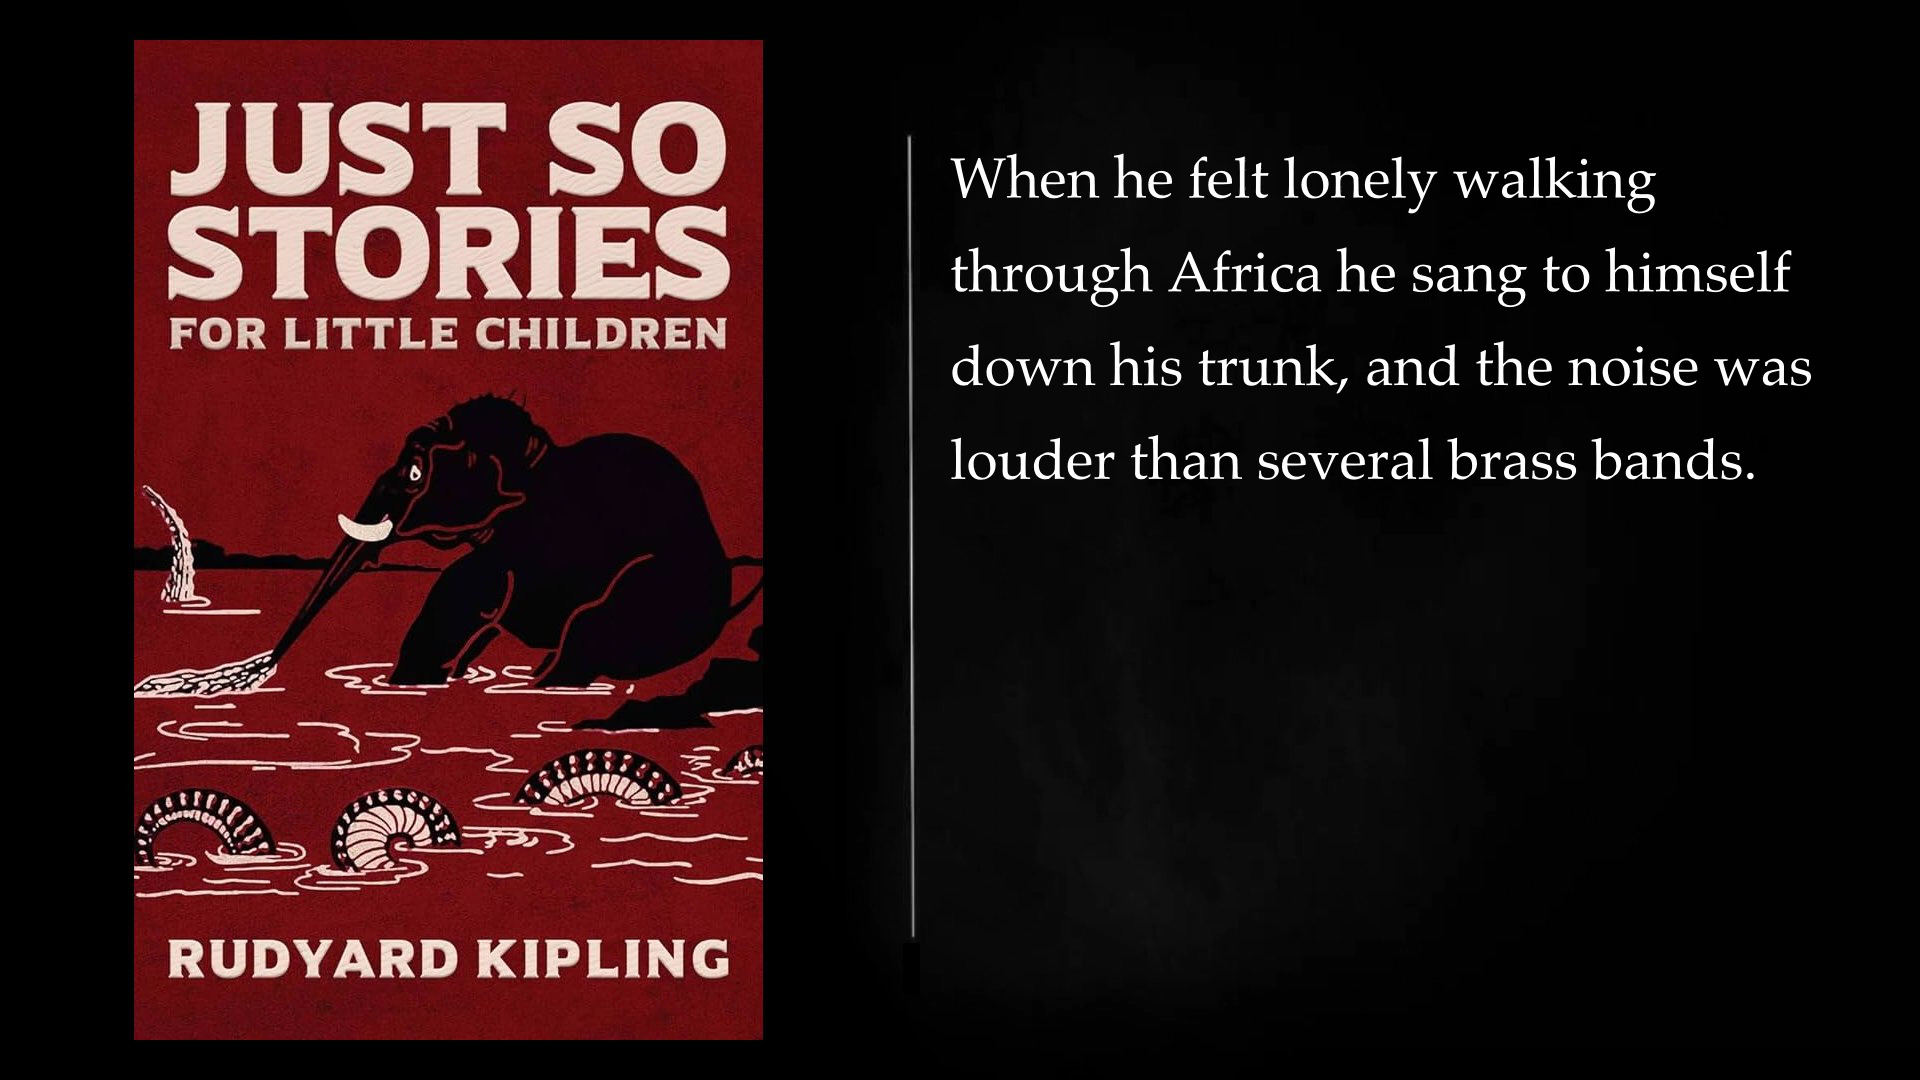 JUST SO
STORIES
FOR LITTLE CHILDREN
RUDYARD KIPLING
When he felt lonely walking
through Africa he sang to himself
down his trunk, and the noise was
louder than several brass bands.